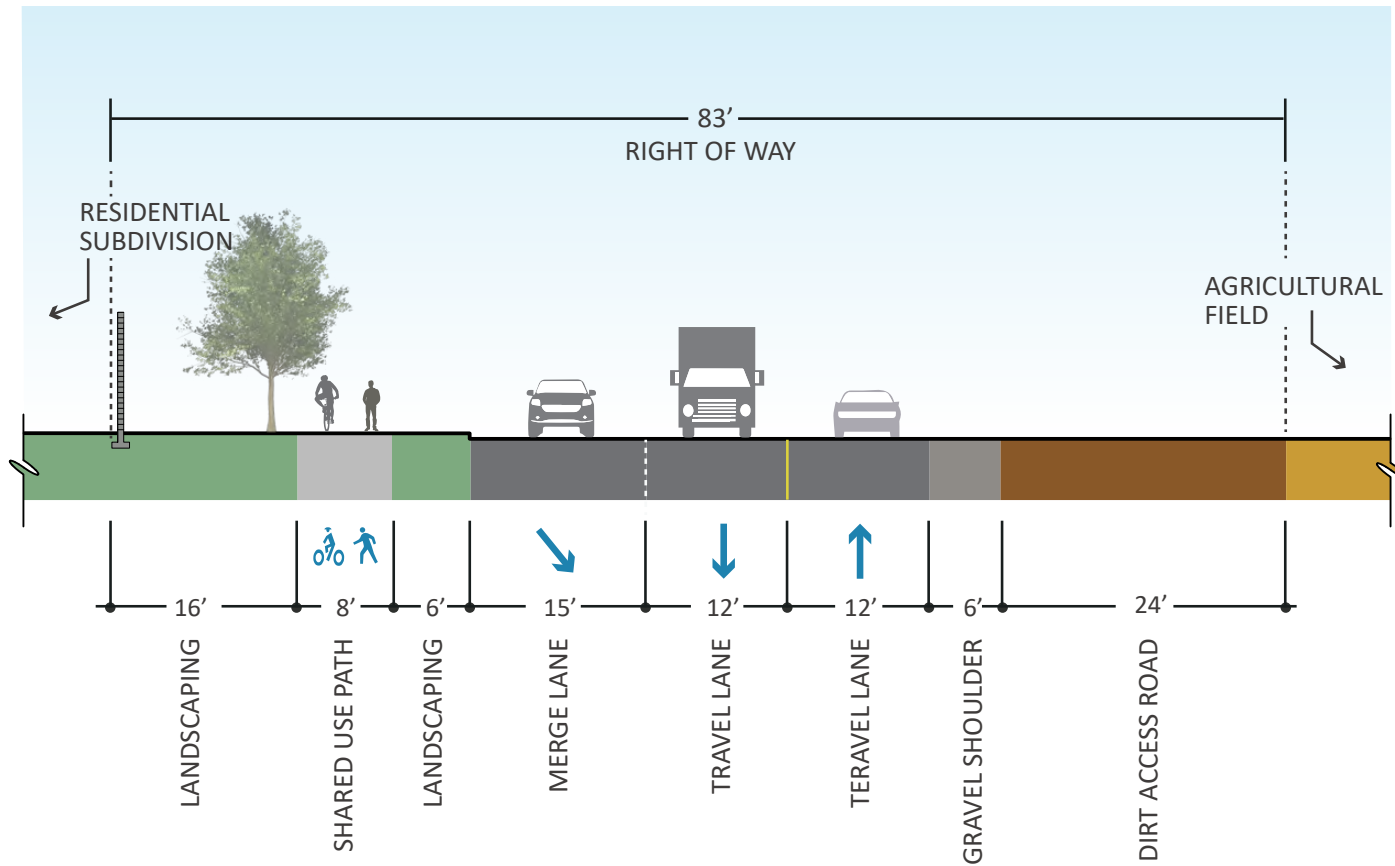 83’
RIGHT OF WAY
RESIDENTIAL
SUBDIVISION
AGRICULTURAL
FIELD
16’
8’
6’
15’
12’
12’
6’
24’
LANDSCAPING
SHARED USE PATH
LANDSCAPING
MERGE LANE
TRAVEL LANE
TERAVEL LANE
GRAVEL SHOULDER
DIRT ACCESS ROAD